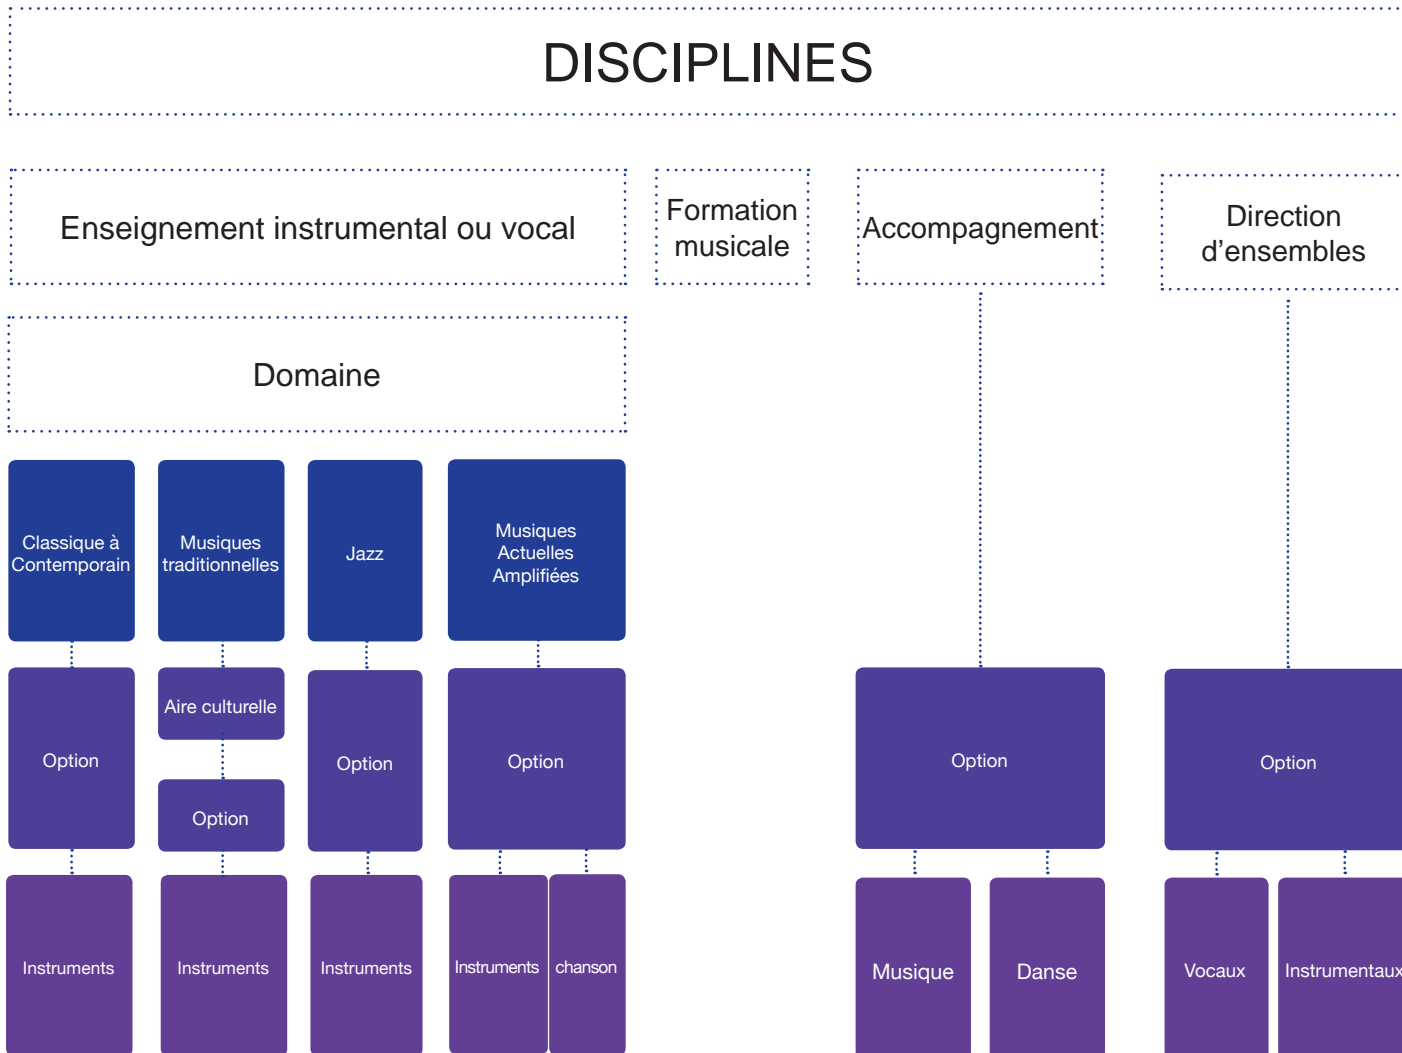 DISCIPLINES
Enseignement instrumental ou vocal
Formation
musicale
Accompagnement
Direction
d'ensembles
Domaine
Classique à
Contemporain
Musiques
traditionnelles
Jazz
Musiques
Actuelles
Amplifiées
Aire culturelle
Option
Option
Option
Option
Option
Option
Instruments
Instruments
Instruments
Instruments
chanson
Musique
Danse
Vocaux
Instrumentaux